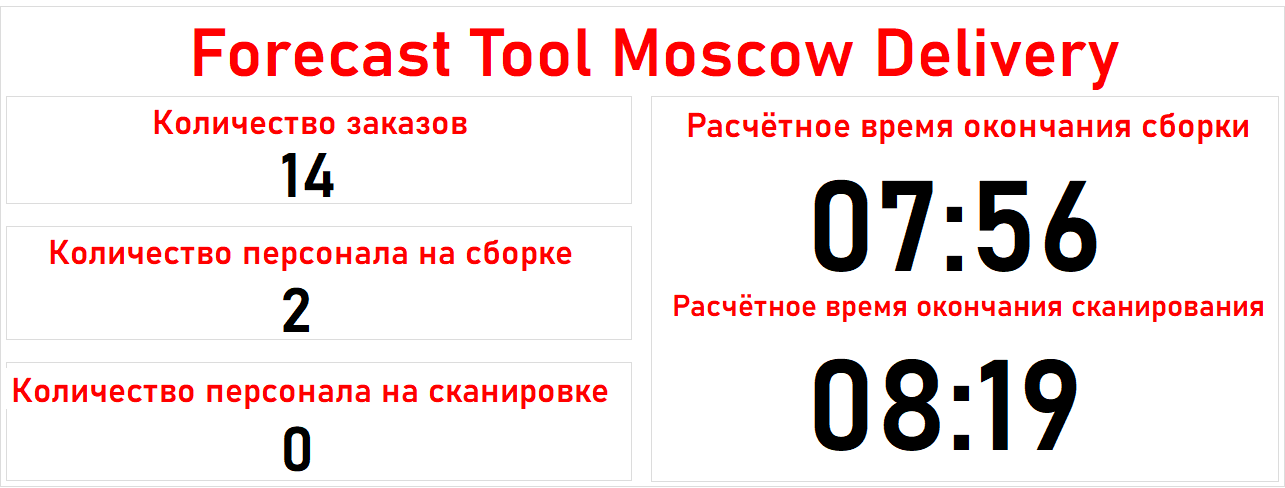 Forecast Tool Moscow Delivery
Количество заказов
14
Количество персонала на сборке
2
Количество персонала на сканировке
0
Расчётное время окончания сборки
07:56
Расчётное время окончания сканирования
08:19